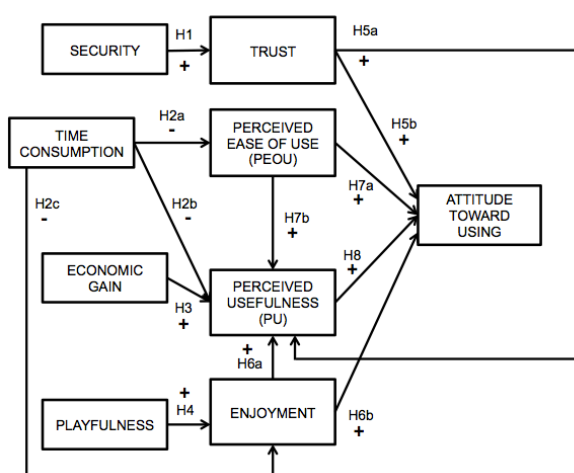 H1
H5a
SECURITY
TRUST
+
+
H2a
H5b
TIME
CONSUMPTION
-
PERCEIVED
EASE OF USE
(PEOU)
+
H2c
-
H2b
-
H7a
+
ATTITUDE
TOWARD
USING
H7b
+
ECONOMIC
GAIN
H8
+
PERCEIVED
USEFULNESS
(PU)
H3
+
+
H6a
+
H4
PLAYFULNESS
ENJOYMENT
H6b
+